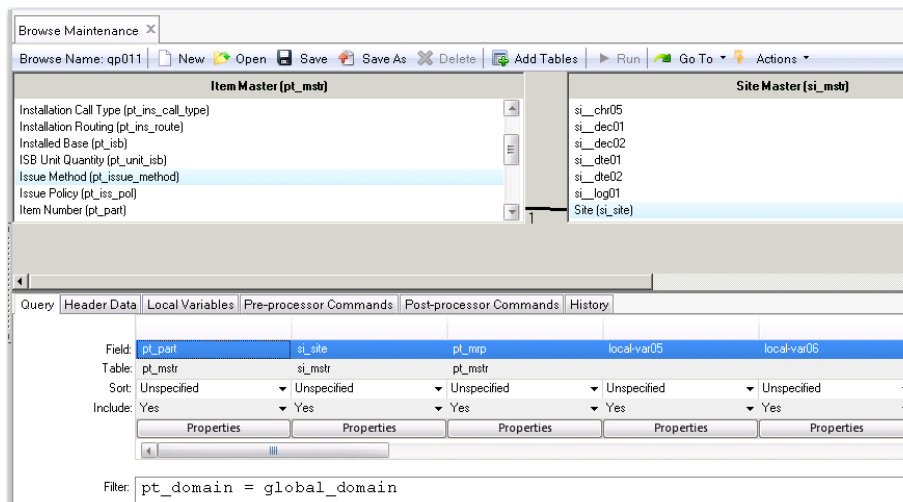 Browse Maintenance X
Browse Name: qp011 New Open Save Save As Delete Add Tables Run Go To Actions
Item Master (pt_mstr) Site Master (si_mstr)
Installation Call Type (pt_ins_call_type) si__chr05
Installation Routing (pt_ins_route) si__dec01
Installed Base (pt_isb) si__dec02
ISB Unit Quantity (pt_unit_isb) si__dte01
Issue Method (pt_issue_method) si__dte02
Issue Policy (pt_iss_pol) si__log01
Item Number (pt_part) 1 Site (si_site)
Query Header Data Local Variables Pre-processor Commands Post-processor Commands History
Field: pt_part si_site pt_mrp local-var05 local-var06
Table: pt_mstr si_mstr pt_mstr
Sort: Unspecified Unspecified Unspecified Unspecified Unspecified
Include: Yes Yes Yes Yes Yes
Properties Properties Properties Properties Properties
Filter: pt_domain = global_domain